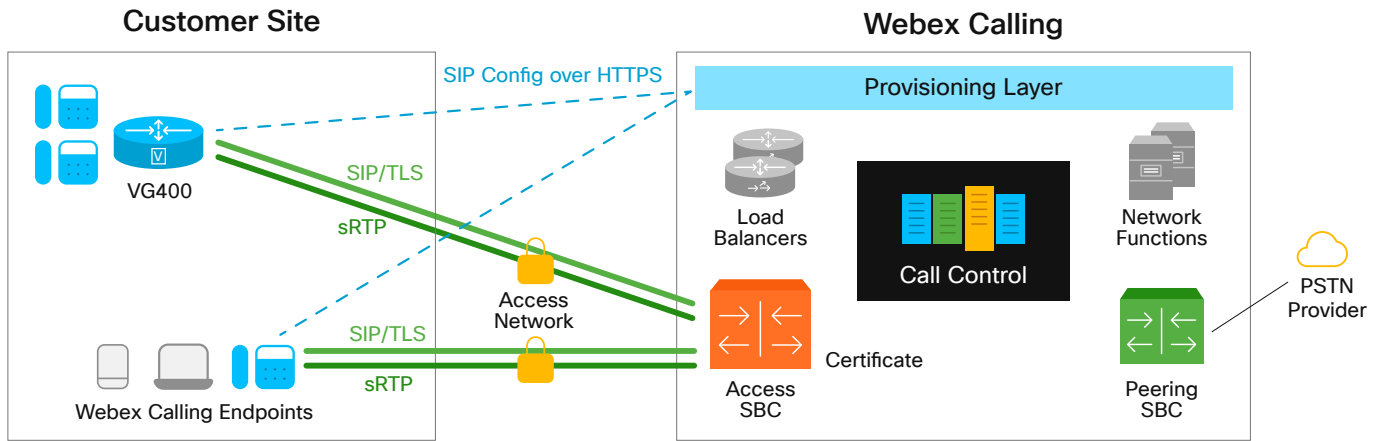 Customer Site
Webex Calling
SIP Config over HTTPS
Provisioning Layer
V
VG400
SIP/TLS
sRTP
Load
Balancers
Call Control
Network
Functions
Access
Network
PSTN
Provider
SIP/TLS
sRTP
Certificate
Webex Calling Endpoints
Access
SBC
Peering
SBC